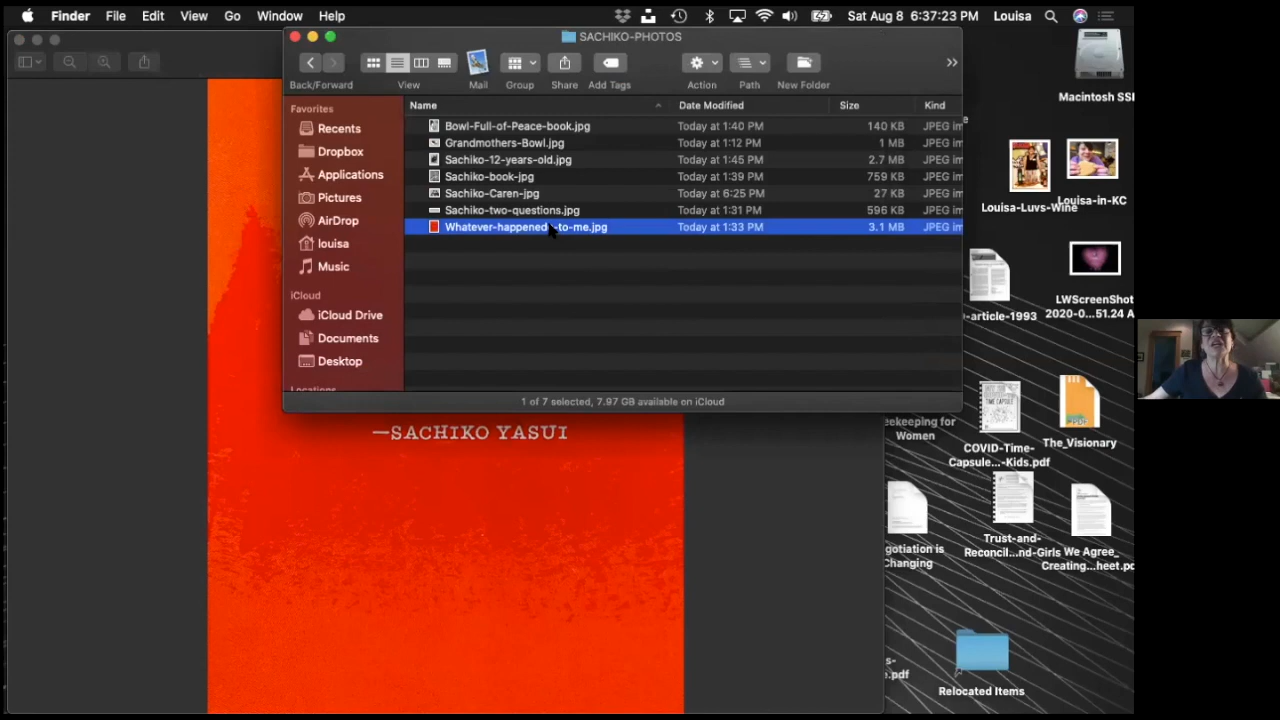 Finder File Edit View Go Window Help Sat Aug 8 6:37:23 PM Louisa
SACHIKO-PHOTOS
Back/Forward View Mail Group Share Add Tags Action Path New Folder
Favorites
Recents
Dropbox
Applications
Pictures
AirDrop
louisa
Music
iCloud
iCloud Drive
Documents
Desktop
Locations
Name Date Modified Size Kind
Bowl-Full-of-Peace-book.jpg Today at 1:40 PM 140 KB JPEG im
Grandmothers-Bowl.jpg Today at 1:12 PM 1 MB JPEG im
Sachiko-12-years-old.jpg Today at 1:45 PM 2.7 MB JPEG im
Sachiko-book-jpg Today at 1:39 PM 759 KB JPEG im
Sachiko-Caren-jpg Today at 6:25 PM 27 KB JPEG im
Sachiko-two-questions.jpg Today at 1:31 PM 596 KB JPEG im
Whatever-happened-to-me.jpg Today at 1:33 PM 3.1 MB JPEG im
1 of 7 selected, 7.97 GB available on iCloud
—SACHIKO YASUI
Macintosh SSI
Louisa-Luvs-Wine
Louisa-in-KC
-article-1993
LWScreenShot
2020-0...51.24 A
eekeeping for
Women
COVID-Time-
Capsule...-Kids.pdf
The_Visionary
gotiation is
Changing
Trust-and-
Reconcil...nd-Girls
We Agree_
Creating...heet.pd
s-
e.pdf
Relocated Items